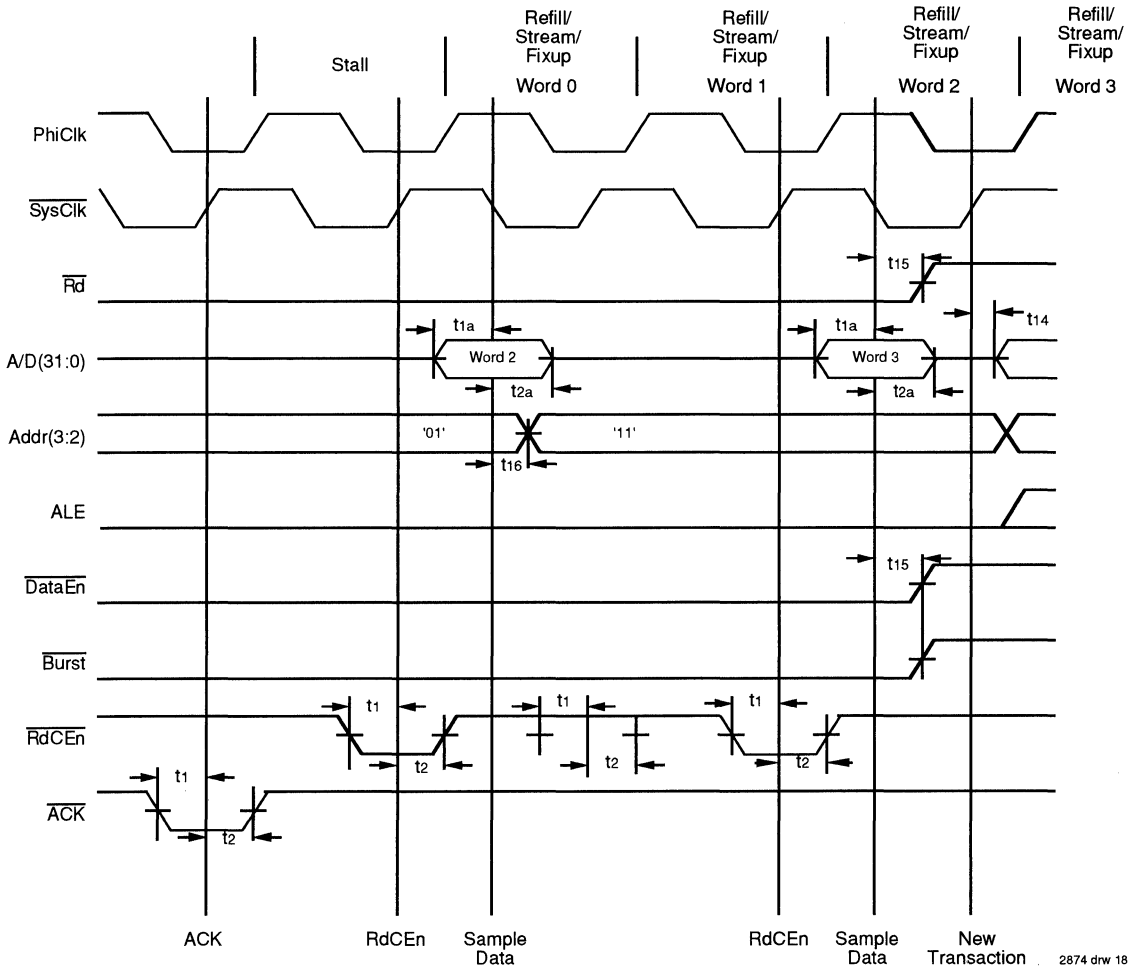 Refill/
Stream/
Fixup
Refill/
Stream/
Fixup
Refill/
Stream/
Fixup
Refill/
Stream/
Fixup
Stall
Word 0
Word 1
Word 2
Word 3
PhiClk
SysClk
Rd
t15
t14
A/D(31:0)
t1a
Word 2
t2a
t1a
Word 3
t2a
Addr(3:2)
'01'
'11'
t16
ALE
DataEn
t15
Burst
RdCEn
t1
t2
t1
t2
t1
t2
ACK
t1
t2
ACK
RdCEn
Sample
Data
RdCEn
Sample
Data
New
Transaction
2874 drw 18